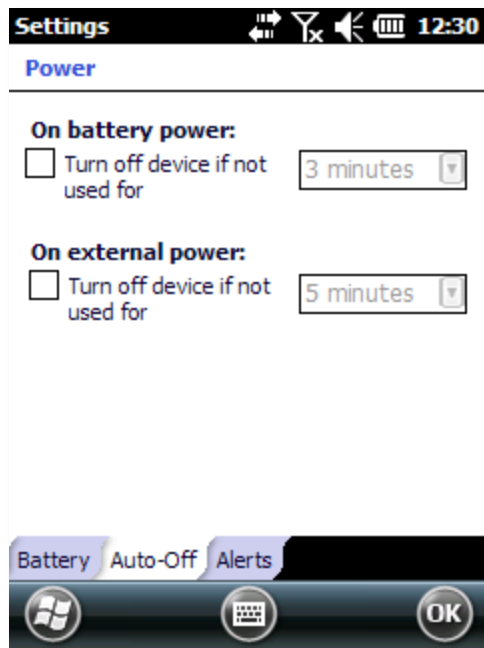 Settings 12:30
Power
On battery power:
Turn off device if not 3 minutes
used for
On external power:
Turn off device if not 5 minutes
used for
Battery Auto-Off Alerts
OK